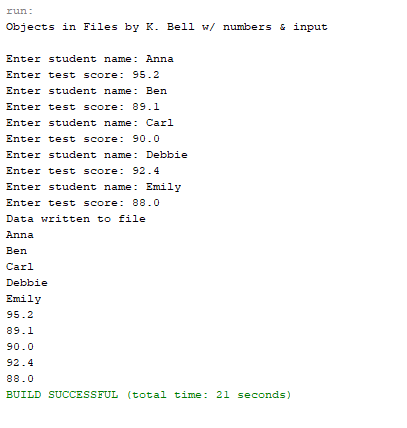 run:
Objects in Files by K. Bell w/ numbers & input
Enter student name: Anna
Enter test score: 95.2
Enter student name: Ben
Enter test score: 89.1
Enter student name: Carl
Enter test score: 90.0
Enter student name: Debbie
Enter test score: 92.4
Enter student name: Emily
Enter test score: 88.0
Data written to file
Anna
Ben
Carl
Debbie
Emily
95.2
89.1
90.0
92.4
88.0
BUILD SUCCESSFUL (total time: 21 seconds)